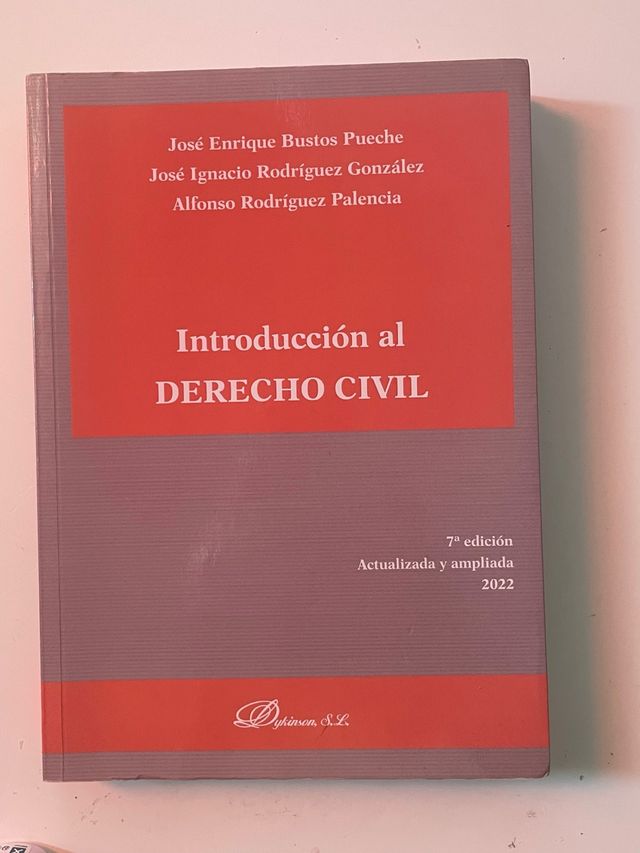 José Enrique Bustos Pueche
José Ignacio Rodríguez González
Alfonso Rodríguez Palencia
Introducción al
DERECHO CIVIL
7ª edición
Actualizada y ampliada
2022
Dykinson, S.L.